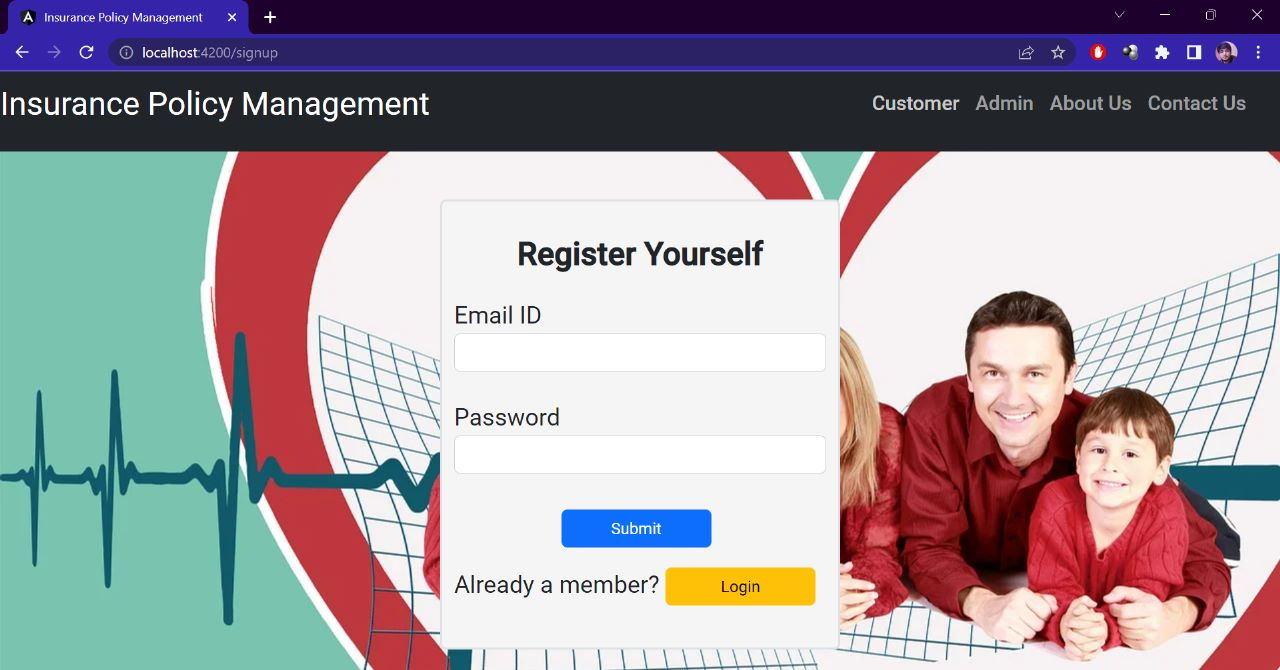 Insurance Policy Management
localhost:4200/signup
Insurance Policy Management
Customer Admin About Us Contact Us
Register Yourself
Email ID
Password
Submit
Already a member? Login